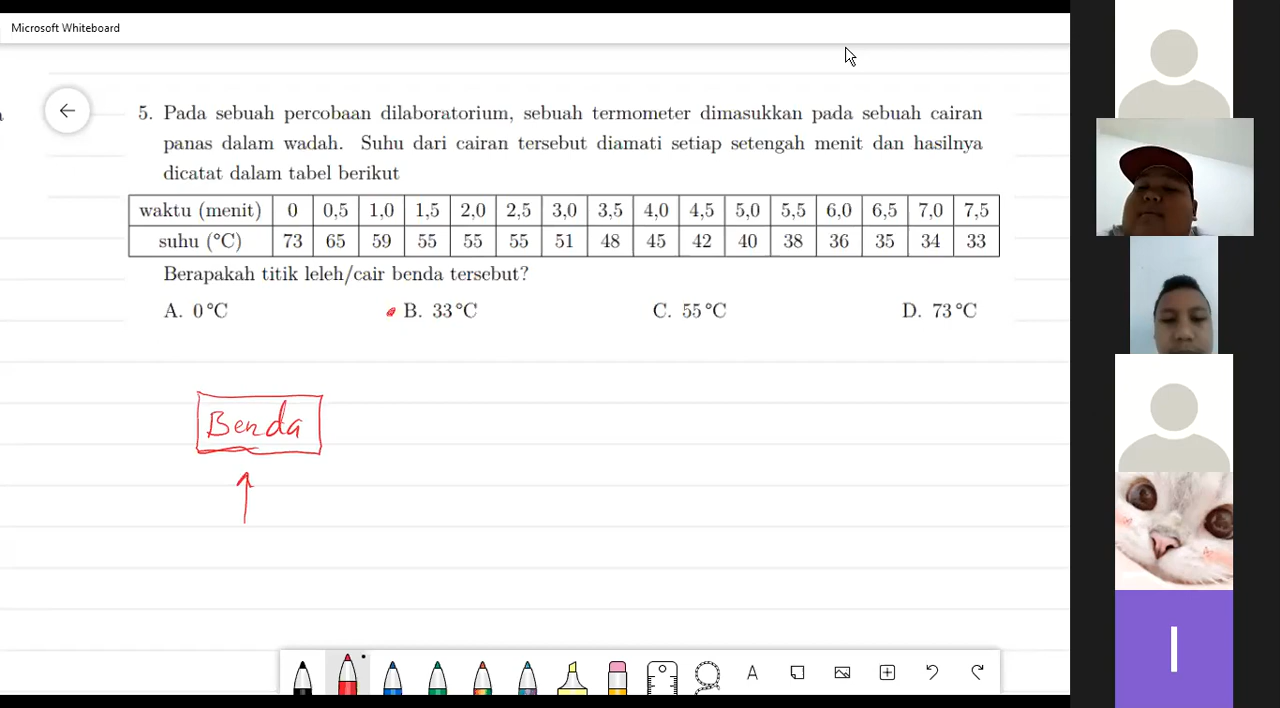 Microsoft Whiteboard
a
5. Pada sebuah percobaan dilaboratorium, sebuah termometer dimasukkan pada sebuah cairan
panas dalam wadah. Suhu dari cairan tersebut diamati setiap setengah menit dan hasilnya
dicatat dalam tabel berikut
waktu (menit) 0 0,5 1,0 1,5 2,0 2,5 3,0 3,5 4,0 4,5 5,0 5,5 6,0 6,5 7,0 7,5
suhu (°C) 73 65 59 55 55 55 51 48 45 42 40 38 36 35 34 33
Berapakah titik leleh/cair benda tersebut?
A. 0°C B. 33°C C. 55°C D. 73°C
Benda
A
I